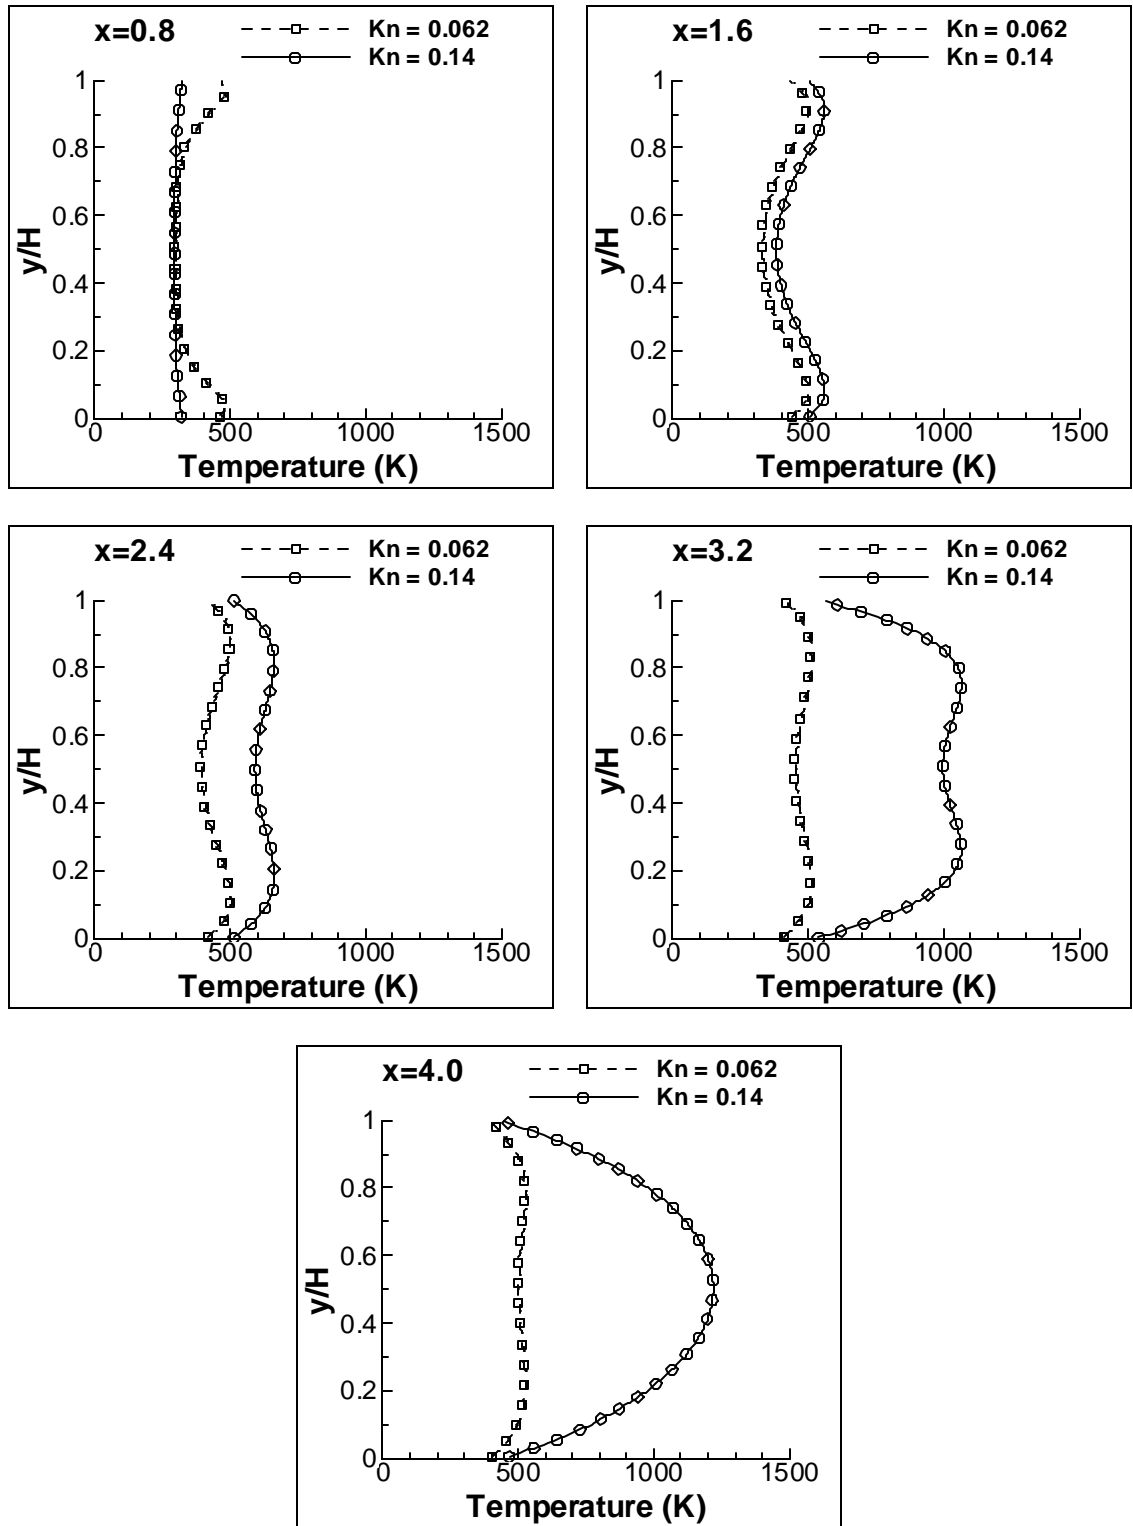 x=0.8
Kn = 0.062
Kn = 0.14
1
0.8
0.6
0.4
0.2
0
y/H
0 500 1000 1500
Temperature (K)
x=1.6
Kn = 0.062
Kn = 0.14
1
0.8
0.6
0.4
0.2
0
y/H
0 500 1000 1500
Temperature (K)
x=2.4
Kn = 0.062
Kn = 0.14
1
0.8
0.6
0.4
0.2
0
y/H
0 500 1000 1500
Temperature (K)
x=3.2
Kn = 0.062
Kn = 0.14
1
0.8
0.6
0.4
0.2
0
y/H
0 500 1000 1500
Temperature (K)
x=4.0
Kn = 0.062
Kn = 0.14
1
0.8
0.6
0.4
0.2
0
y/H
0 500 1000 1500
Temperature (K)